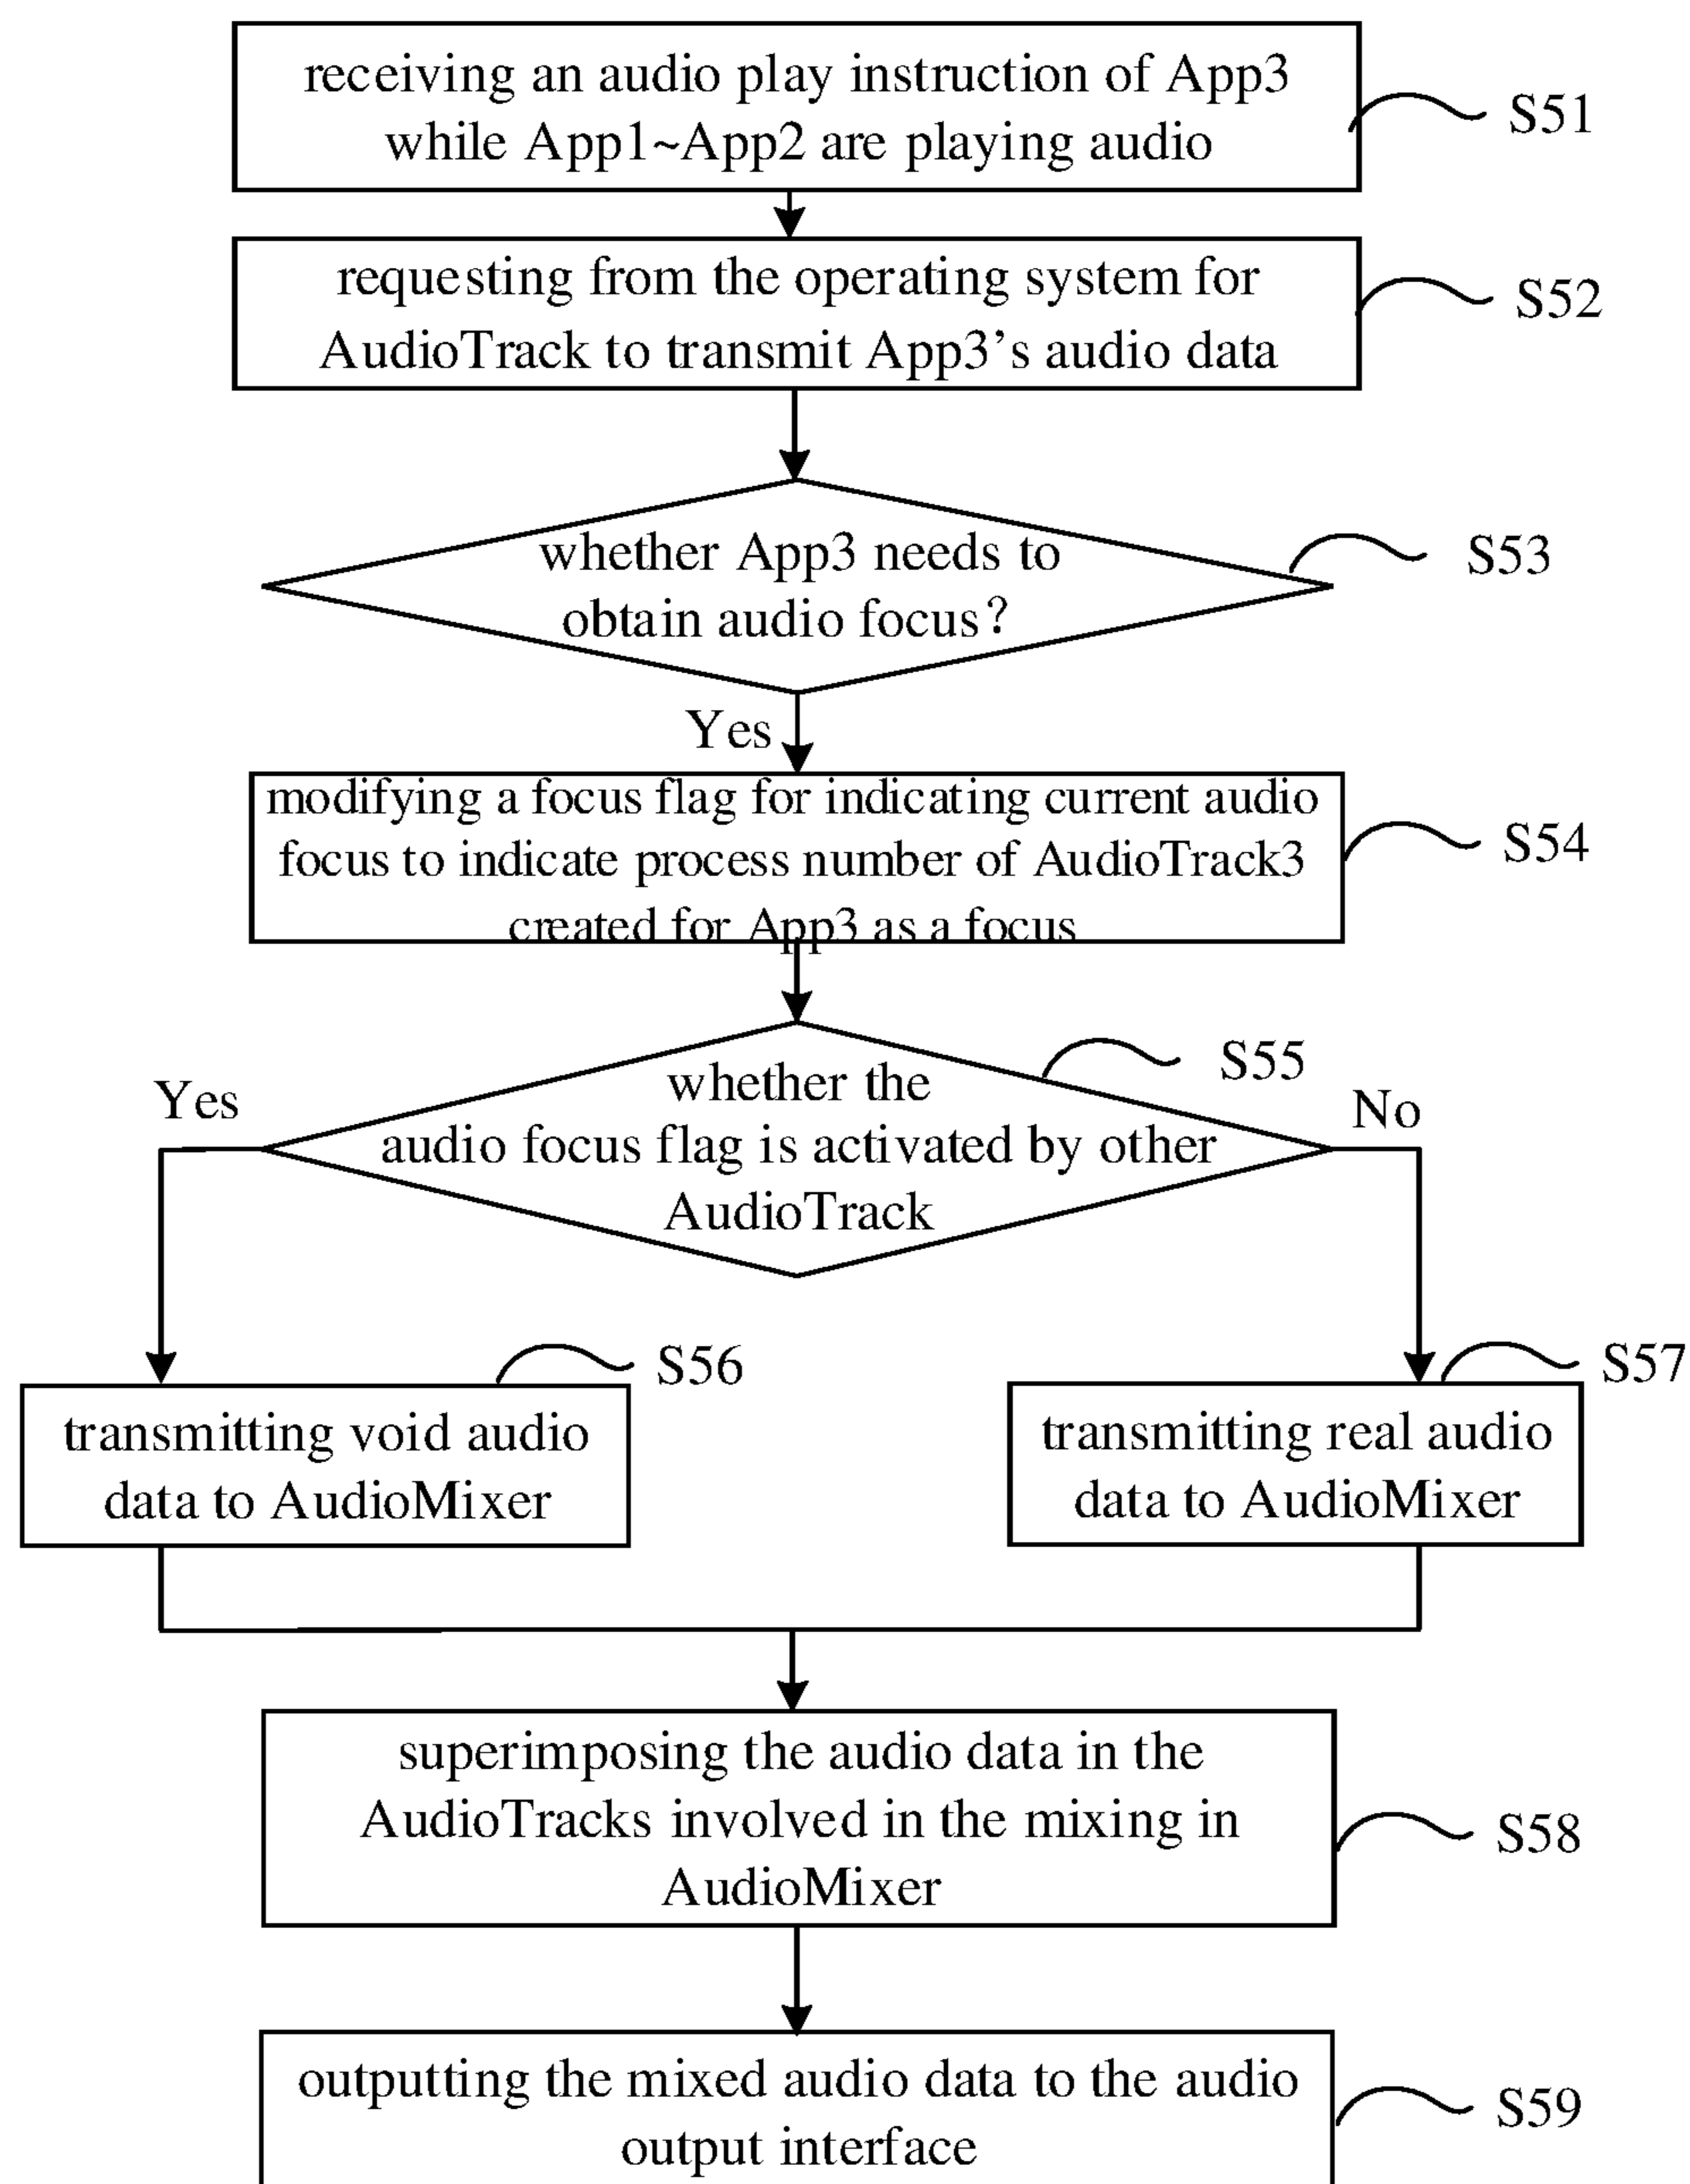 receiving an audio play instruction of App3
while App1~App2 are playing audio
S51
requesting from the operating system for
AudioTrack to transmit App3’s audio data
S52
whether App3 needs to
obtain audio focus?
S53
Yes
modifying a focus flag for indicating current audio
focus to indicate process number of AudioTrack3
created for App3 as a focus
S54
whether the
audio focus flag is activated by other
AudioTrack
S55
Yes
No
transmitting void audio
data to AudioMixer
S56
transmitting real audio
data to AudioMixer
S57
superimposing the audio data in the
AudioTracks involved in the mixing in
AudioMixer
S58
outputting the mixed audio data to the audio
output interface
S59